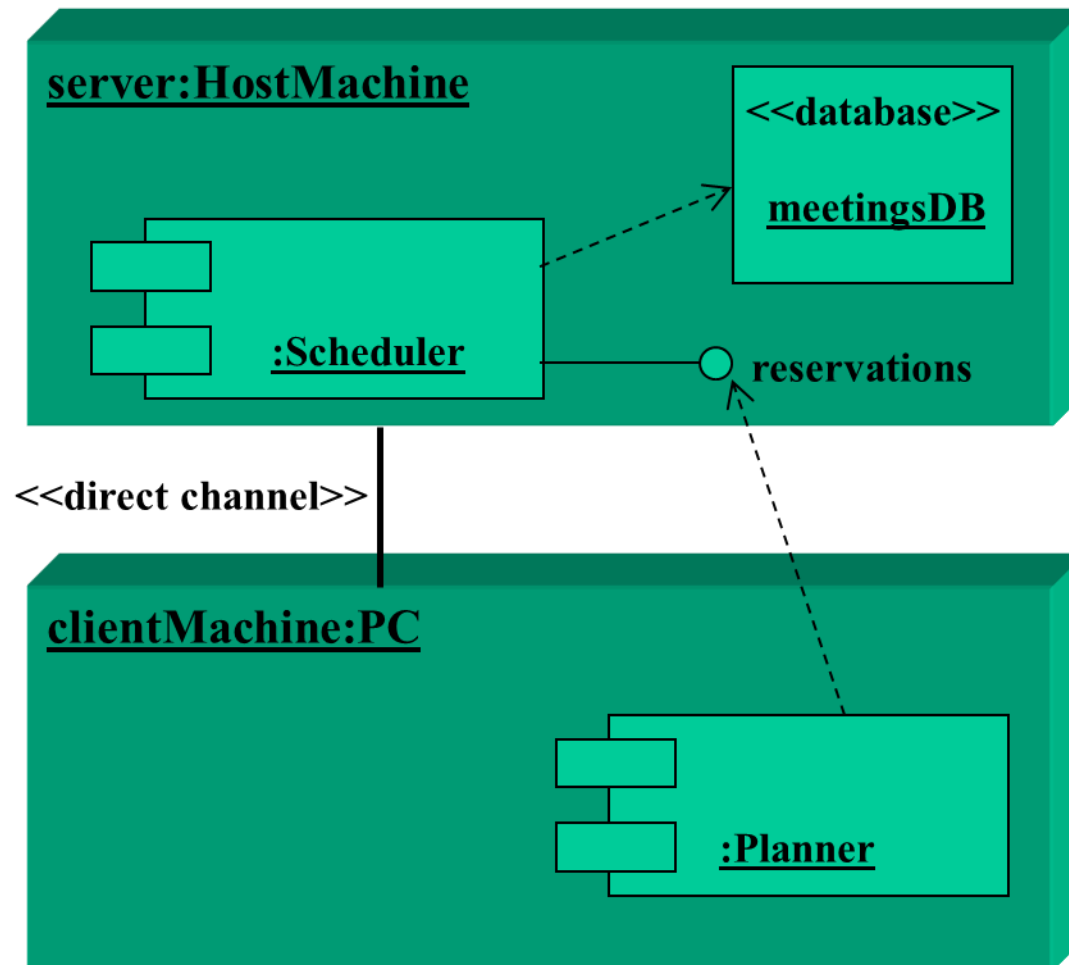 server:HostMachine
<<database>>
meetingsDB
:Scheduler
reservations
<<direct channel>>
clientMachine:PC
:Planner